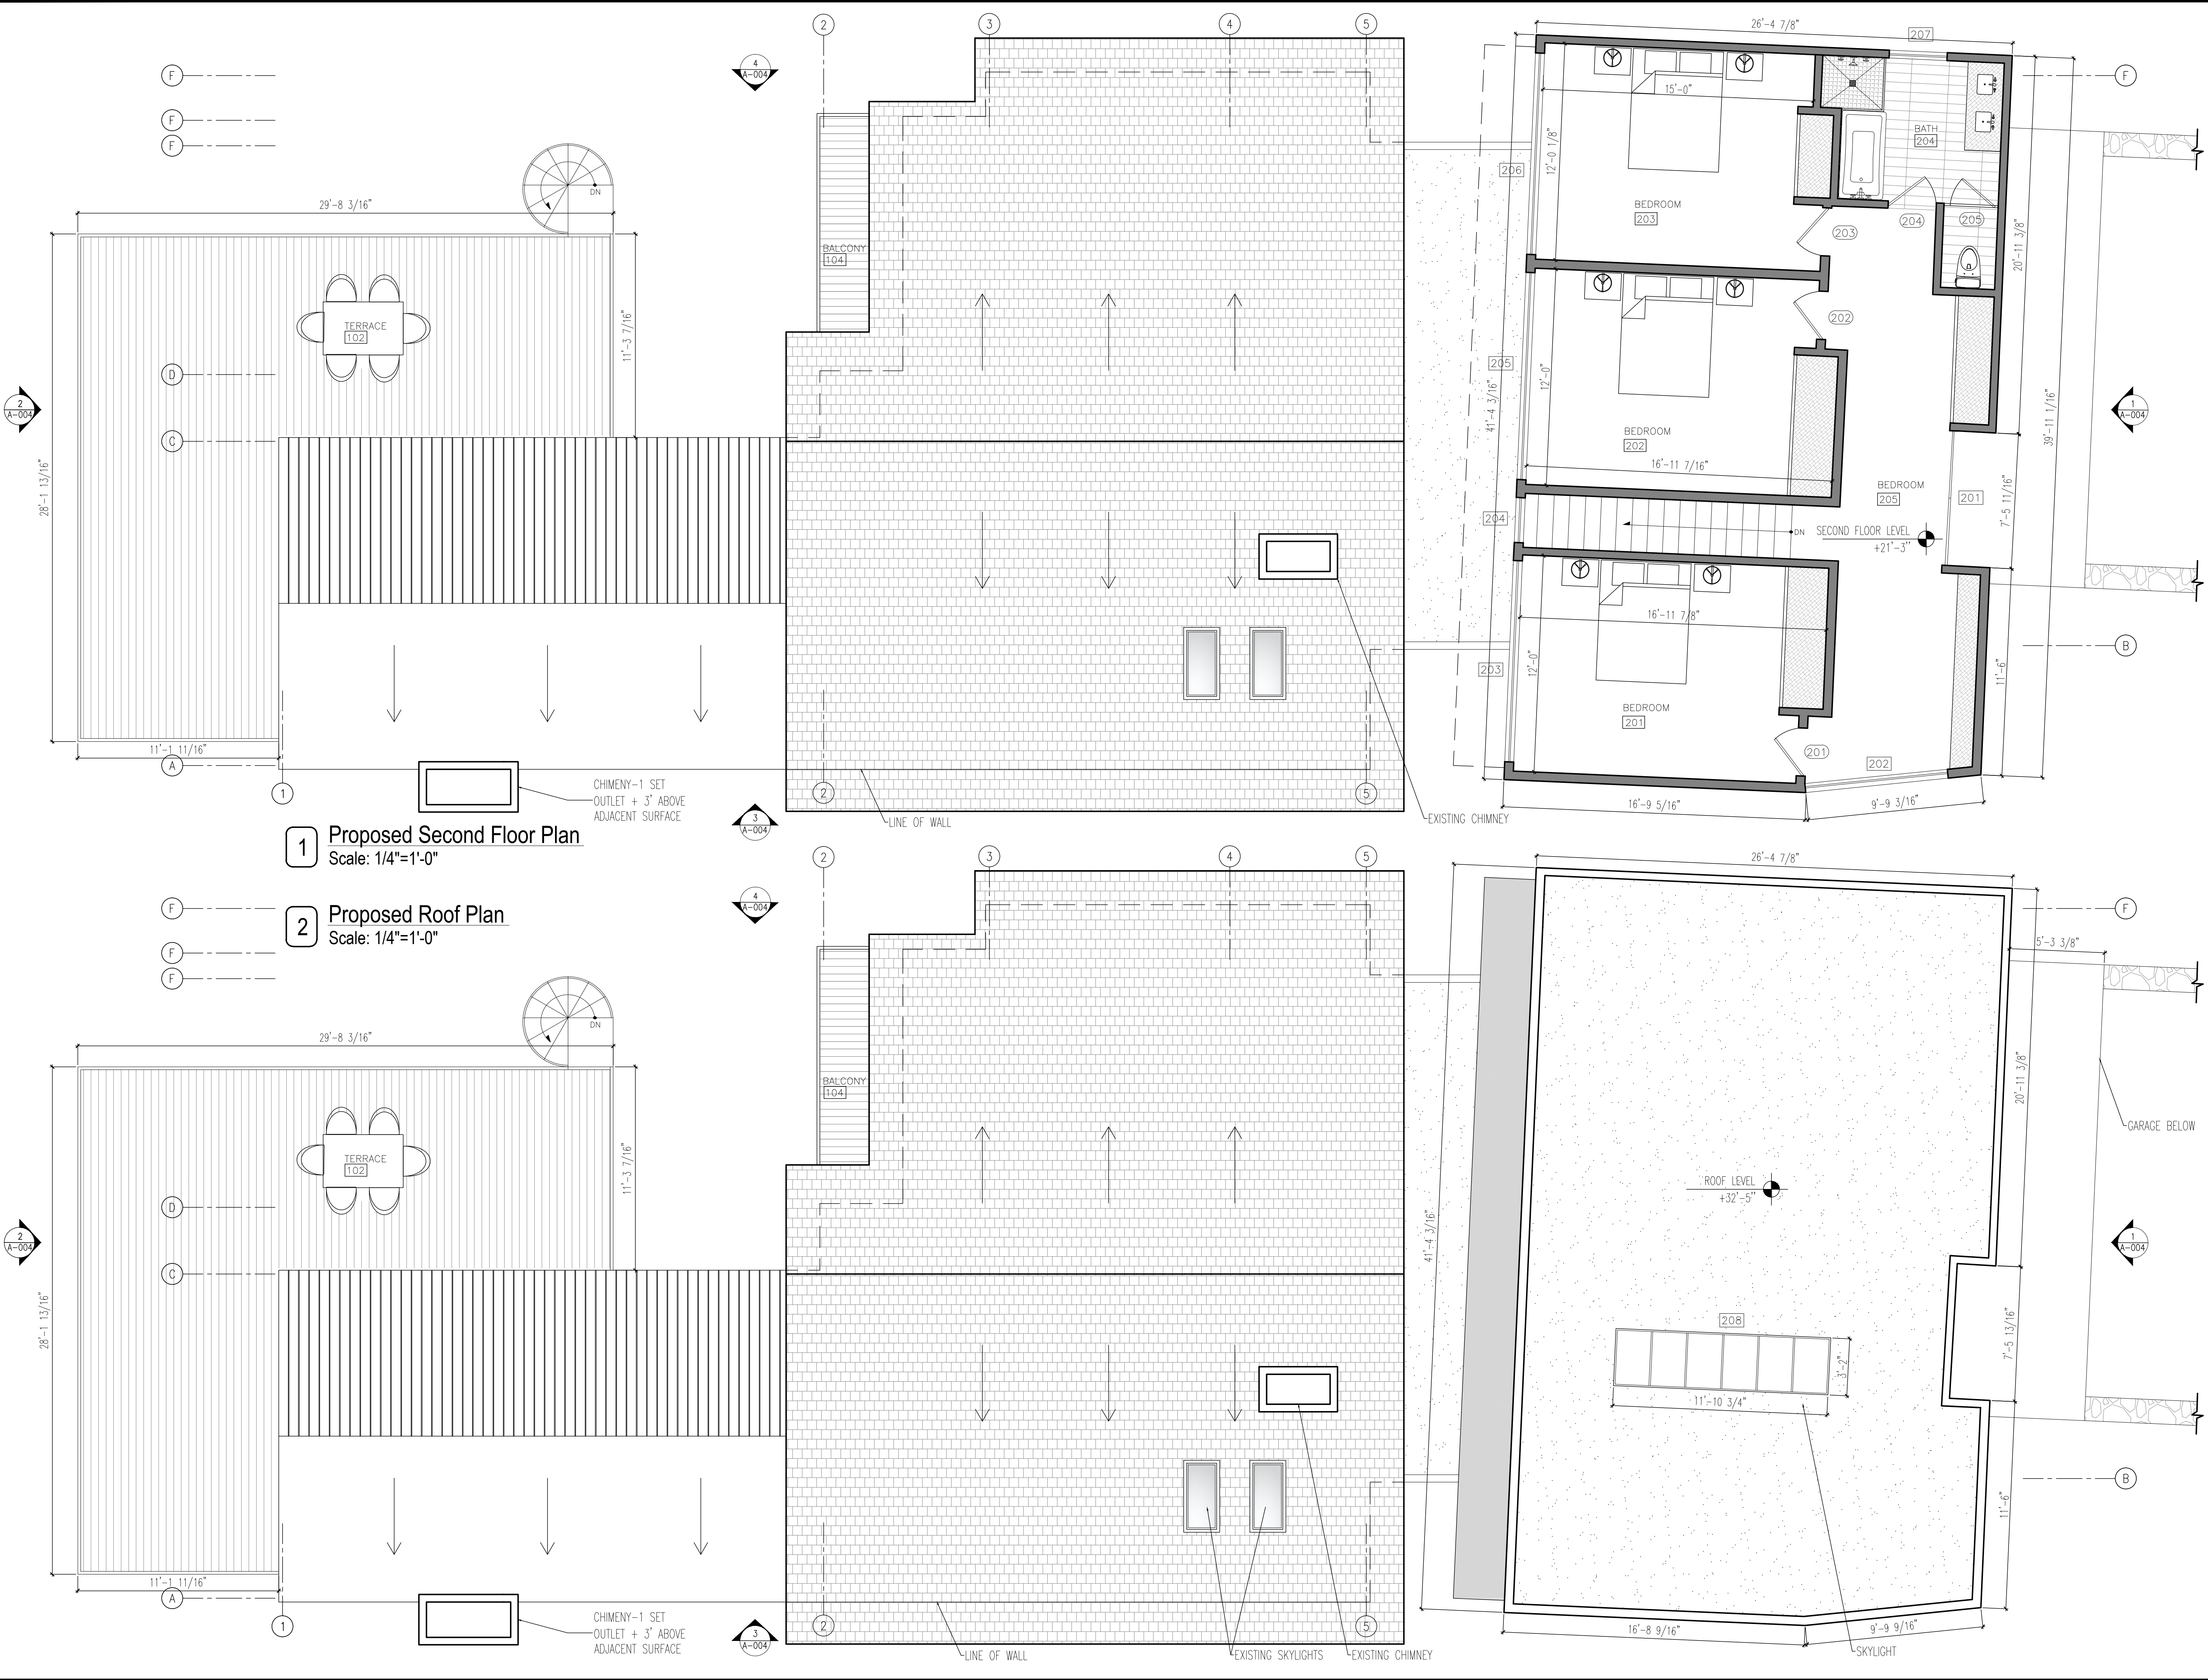 2
3
4
5
26'-4 7/8"
207
F
F
F
F
4
A-004
DN
29'-8 3/16"
15'-0"
12'-0 1/8"
BATH
204
206
BEDROOM
203
203
204
205
20'-11 3/8"
BALCONY
104
TERRACE
102
11'-3 7/16"
202
205
12'-0"
D
C
2
A-004
1
A-004
41'-4 3/16"
39'-11 1/16"
BEDROOM
202
16'-11 7/16"
28'-1 13/16"
BEDROOM
205
201
7'-5 11/16"
204
DN
SECOND FLOOR LEVEL
+21'-3"
16'-11 7/8"
203
12'-0"
B
11'-6"
BEDROOM
201
201
202
11'-1 11/16"
A
1
2
5
CHIMENY-1 SET
OUTLET + 3' ABOVE
ADJACENT SURFACE
3
A-004
LINE OF WALL
EXISTING CHIMNEY
16'-9 5/16"
9'-9 3/16"
1
Proposed Second Floor Plan
Scale: 1/4"=1'-0"
2
3
4
5
26'-4 7/8"
2
Proposed Roof Plan
Scale: 1/4"=1'-0"
F
F
F
F
4
A-004
5'-3 3/8"
DN
29'-8 3/16"
BALCONY
104
TERRACE
102
11'-3 7/16"
20'-11 3/8"
GARAGE BELOW
ROOF LEVEL
+32'-5"
D
C
2
A-004
1
A-004
41'-4 3/16"
28'-1 13/16"
208
7'-5 13/16"
3'-2"
11'-10 3/4"
B
11'-6"
11'-1 11/16"
A
1
2
5
CHIMENY-1 SET
OUTLET + 3' ABOVE
ADJACENT SURFACE
3
A-004
LINE OF WALL
EXISTING SKYLIGHTS
EXISTING CHIMNEY
16'-8 9/16"
9'-9 9/16"
SKYLIGHT